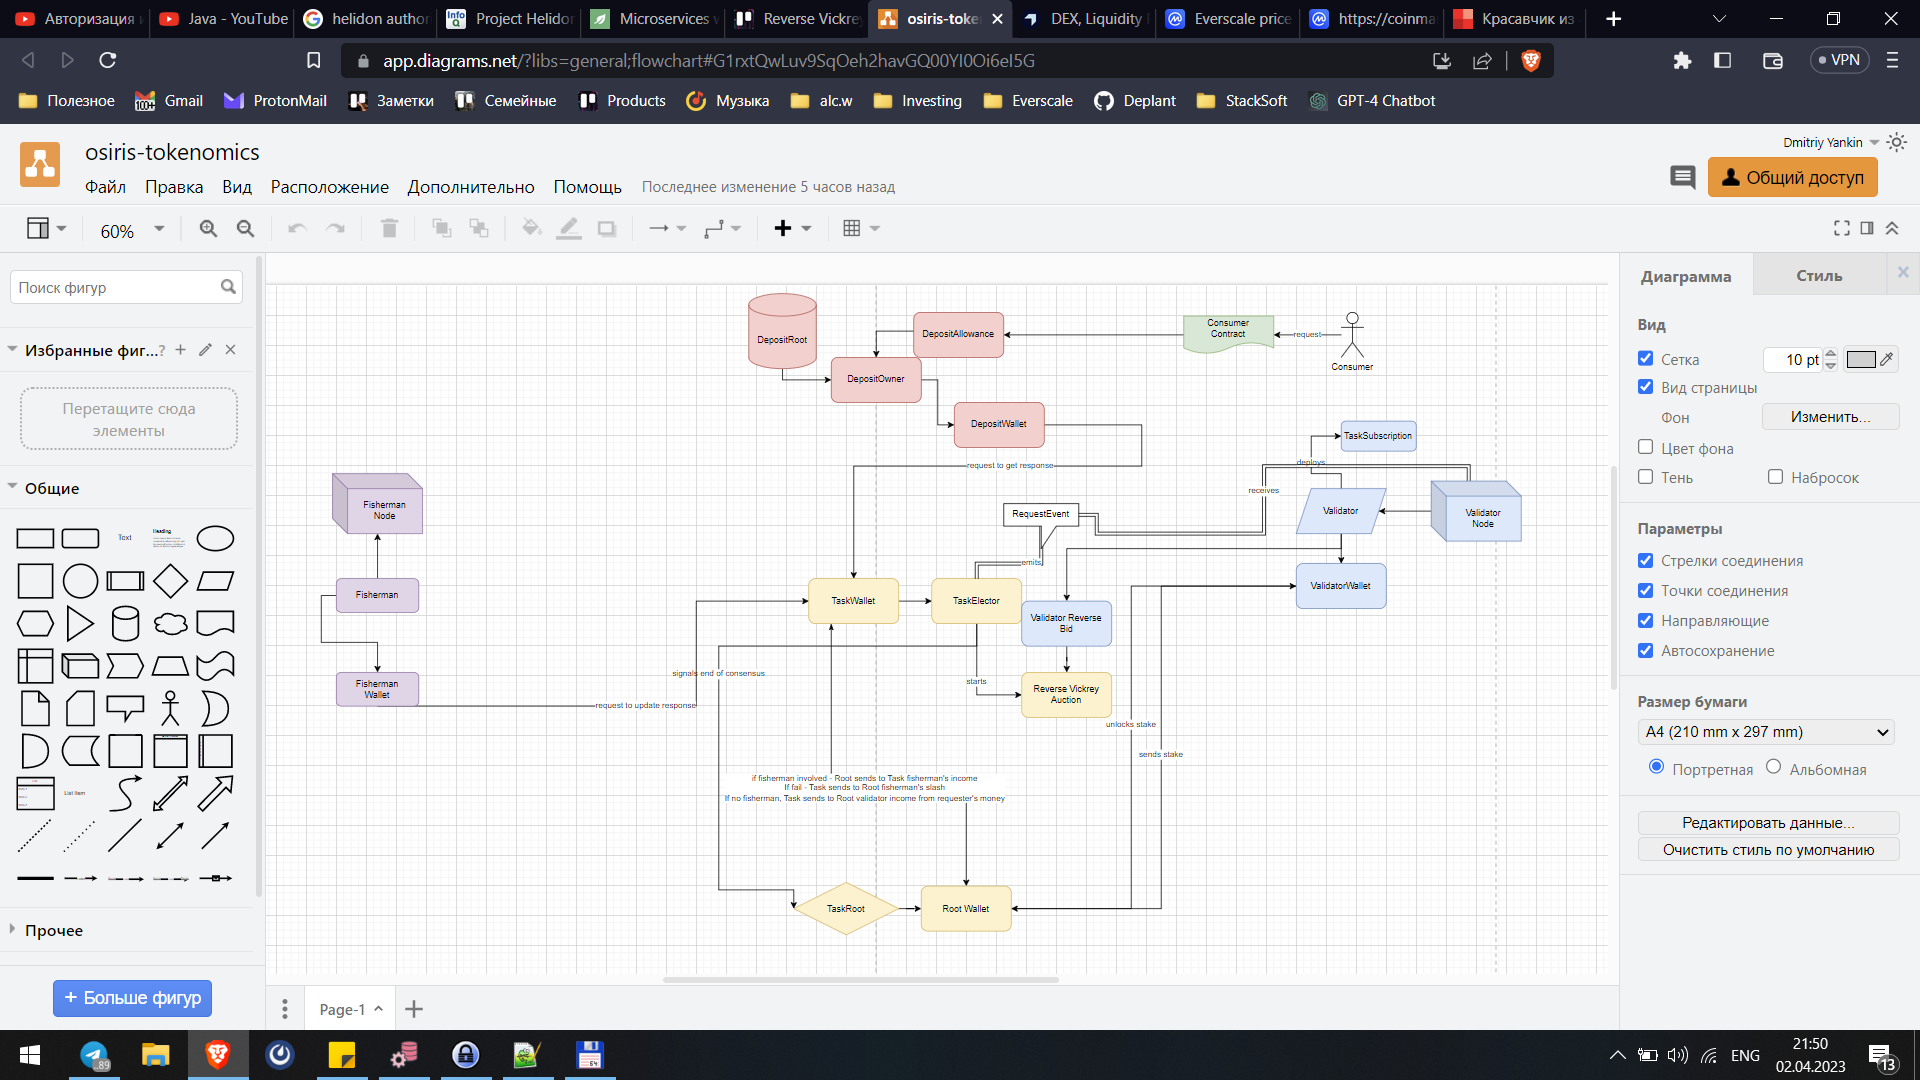 Авторизация
Java - YouTube
helidon author
Project Helidon
Microservices
Reverse Vickre
osiris-toke
DEX, Liquidity
Everscale price
https://coinma
Красавчик из
app.diagrams.net/?libs=general;flowchart#G1rxtQwLuv9SqOeh2havGQ00YI0Oi6eI5G
VPN
Полезное
Gmail
ProtonMail
Заметки
Семейные
Products
Музыка
alc.w
Investing
Everscale
Deplant
StackSoft
GPT-4 Chatbot
osiris-tokenomics
Dmitriy Yankin
Файл Правка Вид Расположение Дополнительно Помощь Последнее изменение 5 часов назад
Общий доступ
60%
Поиск фигур
Избранные фиг...?
Перетащите сюда
элементы
Общие
Text
Heading
List Item
Прочее
+ Больше фигур
DepositRoot
DepositAllowance
DepositOwner
DepositWallet
Consumer
Contract
request
Consumer
request to get response
TaskSubscription
deploys
receives
Validator
Validator
Node
RequestEvent
emits
ValidatorWallet
Fisherman
Node
Fisherman
Fisherman
Wallet
TaskWallet
TaskElector
Validator Reverse
Bid
signals end of consensus
starts
Reverse Vickrey
Auction
request to update response
unlocks stake
sends stake
if fisherman involved - Root sends to Task fisherman's income
If fail - Task sends to Root fisherman's slash
If no fisherman, Task sends to Root validator income from requester's money
TaskRoot
Root Wallet
Page-1
Диаграмма
Стиль
Вид
Сетка
10 pt
Вид страницы
Фон
Изменить...
Цвет фона
Тень
Набросок
Параметры
Стрелки соединения
Точки соединения
Направляющие
Автосохранение
Размер бумаги
A4 (210 mm x 297 mm)
Портретная
Альбомная
Редактировать данные...
Очистить стиль по умолчанию
89
64
ENG
21:50
02.04.2023
13